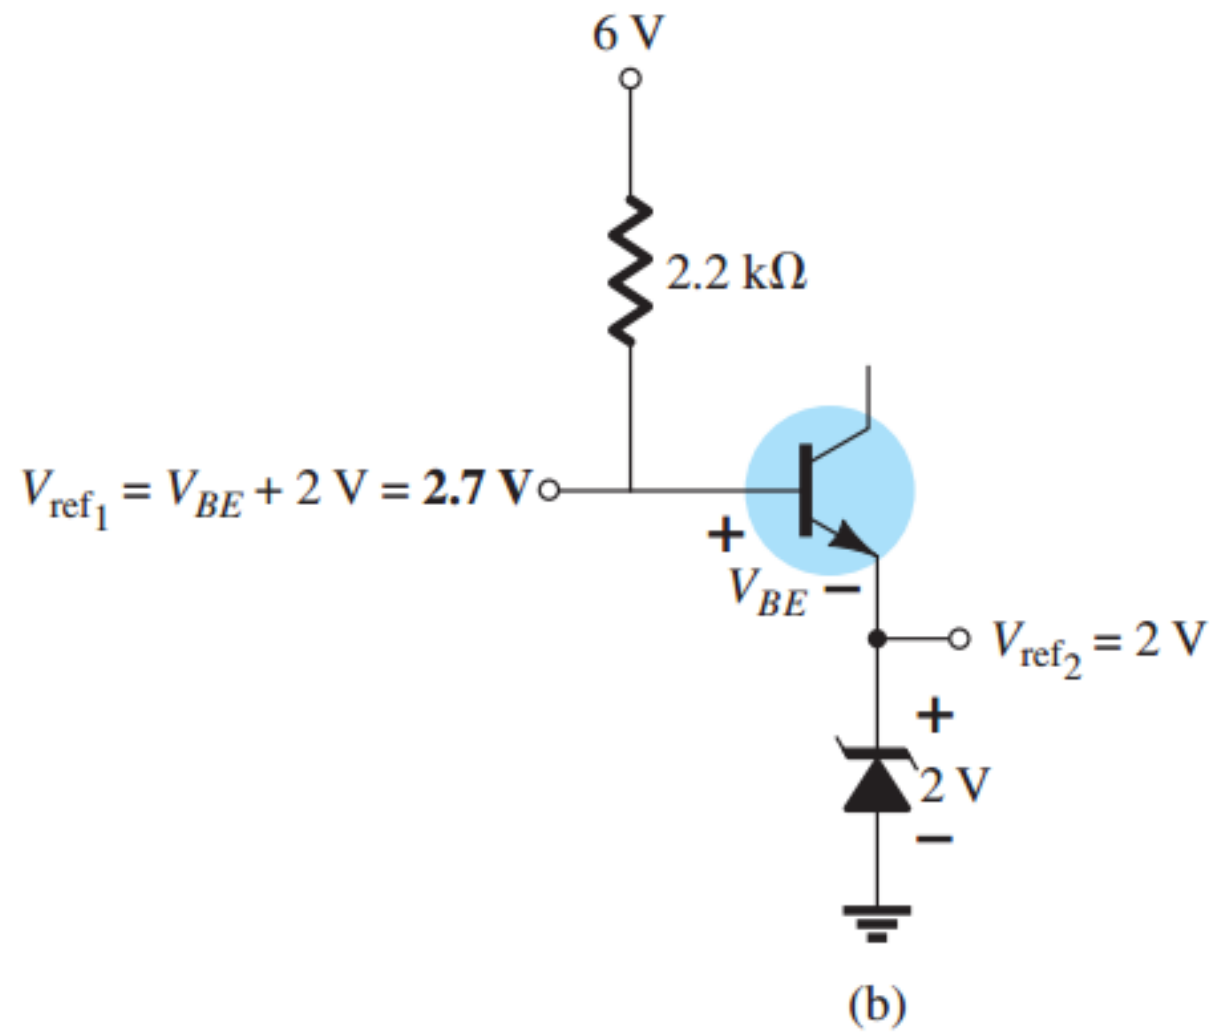 6 V
2.2 kΩ
V_ref1 = V_BE + 2 V = 2.7 V
+
V_BE −
V_ref2 = 2 V
+
2 V
−
(b)